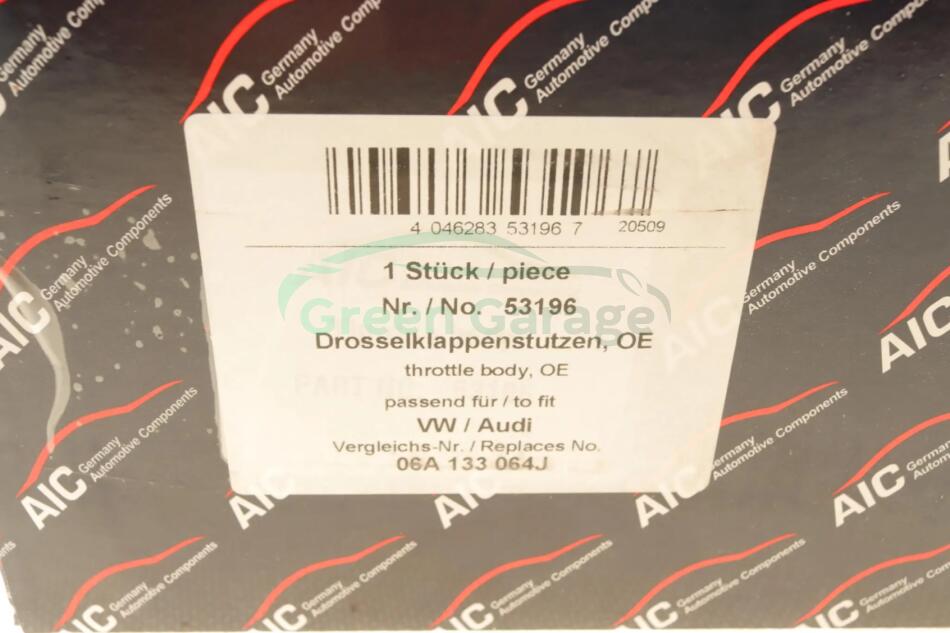 4 046283 53196 7 20509
1 Stück / piece
Nr. / No. 53196
Green Garage
Drosselklappenstutzen, OE
throttle body, OE
passend für / to fit
VW / Audi
Vergleichs-Nr. / Replaces No.
06A 133 064J
AIC Germany
Automotive Components